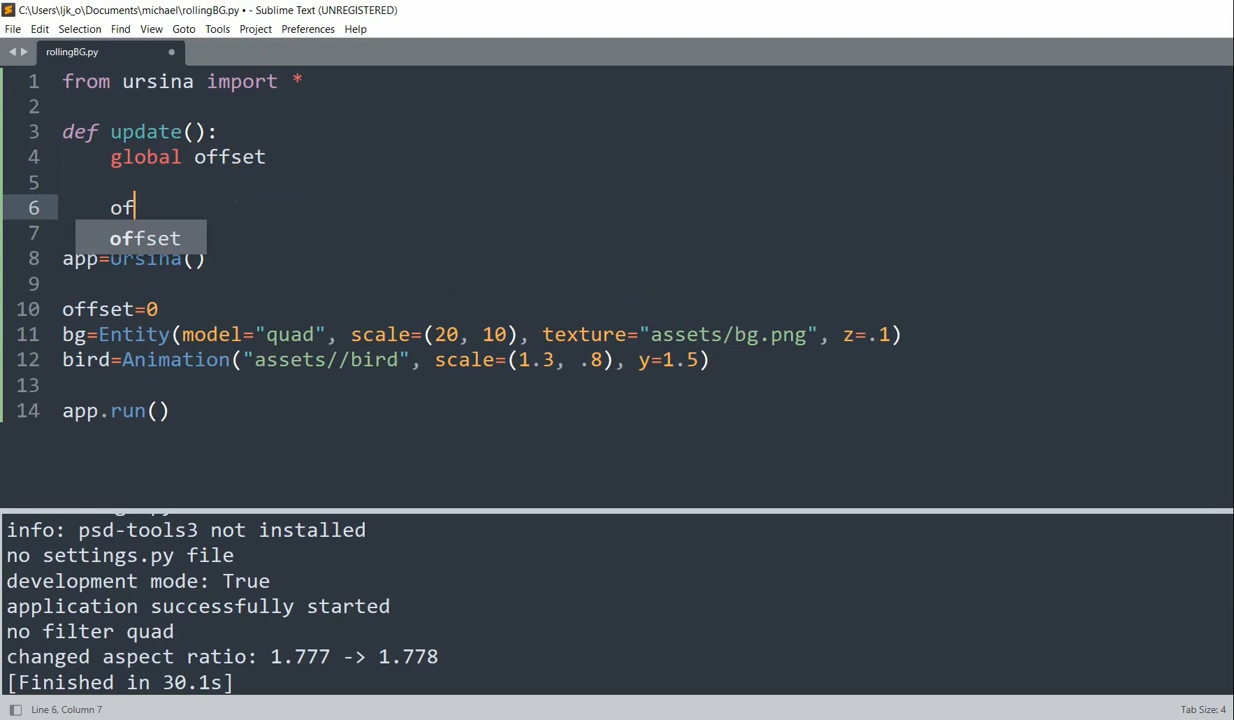 C:\Users\ljk_o\Documents\michael\rollingBG.py • - Sublime Text (UNREGISTERED)
File Edit Selection Find View Goto Tools Project Preferences Help
rollingBG.py
1 from ursina import *
2
3 def update():
4 global offset
5
6 of
7 offset
8 app=Ursina()
9
10 offset=0
11 bg=Entity(model="quad", scale=(20, 10), texture="assets/bg.png", z=.1)
12 bird=Animation("assets//bird", scale=(1.3, .8), y=1.5)
13
14 app.run()
info: psd-tools3 not installed
no settings.py file
development mode: True
application successfully started
no filter quad
changed aspect ratio: 1.777 -> 1.778
[Finished in 30.1s]
Line 6, Column 7 Tab Size: 4